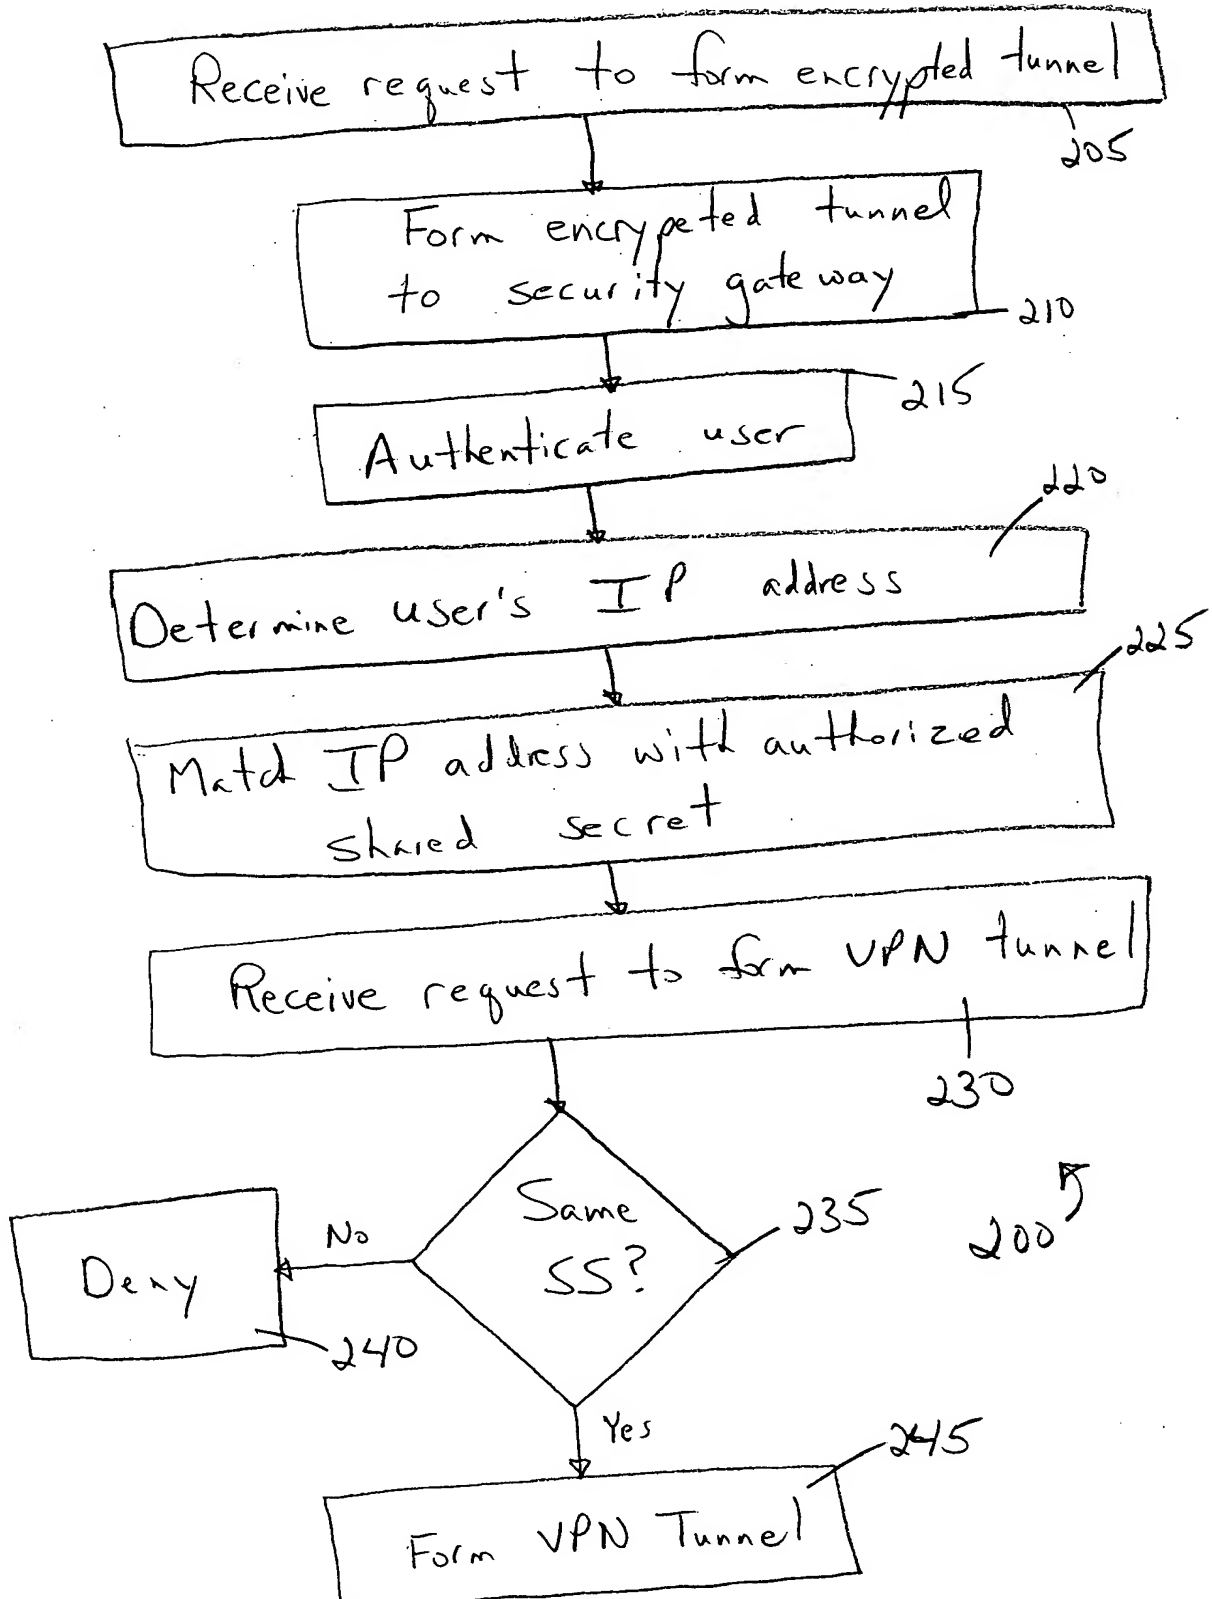 Receive request to form encrypted tunnel
205
Form encrypeted tunnel
to security gateway
210
215
Authenticate user
220
Determine user's IP address
225
Match IP address with authorized
shared secret
Receive request to form VPN tunnel
230
Same
SS?
235
200
No
Deny
240
Yes
245
Form VPN Tunnel